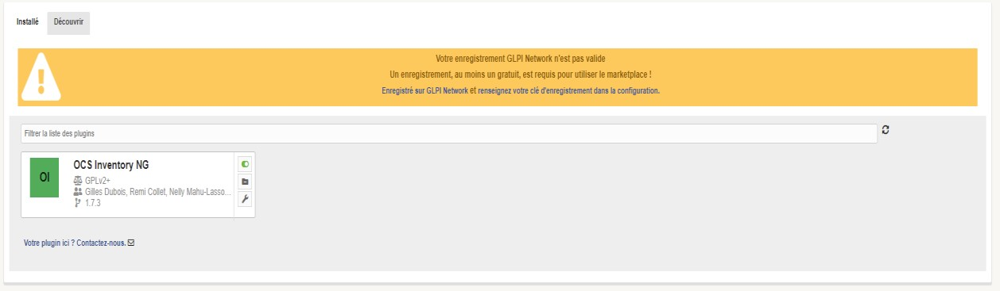 Installé
Découvrir
Votre enregistrement GLPI Network n'est pas valide
Un enregistrement, au moins un gratuit, est requis pour utiliser le marketplace !
Enregistré sur GLPI Network et renseignez votre clé d'enregistrement dans la configuration.
Filtrer la liste des plugins
OI
OCS Inventory NG
GPLv2+
Gilles Dubois, Remi Collet, Nelly Mahu-Lasso...
1.7.3
Votre plugin ici ? Contactez-nous.